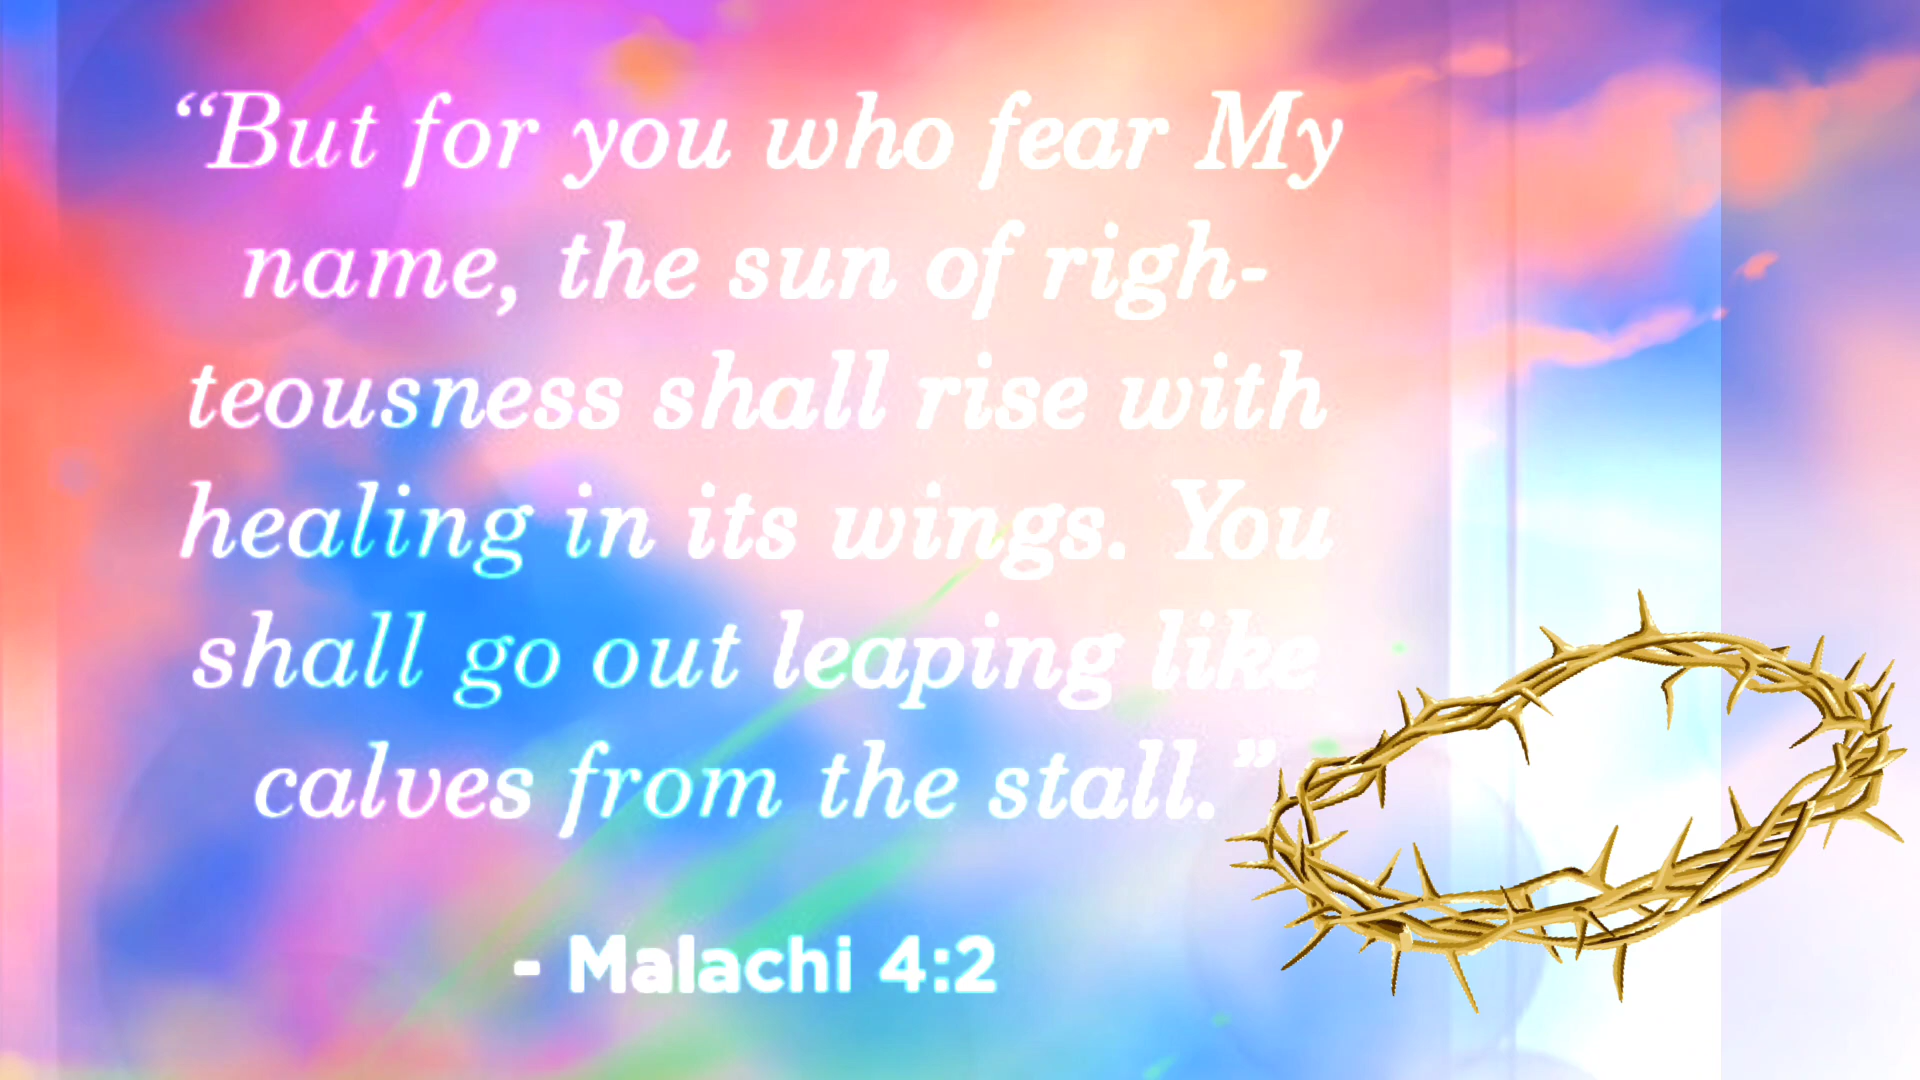 “But for you who fear My
name, the sun of righ-
teousness shall rise with
healing in its wings. You
shall go out leaping like
calves from the stall.”
- Malachi 4:2